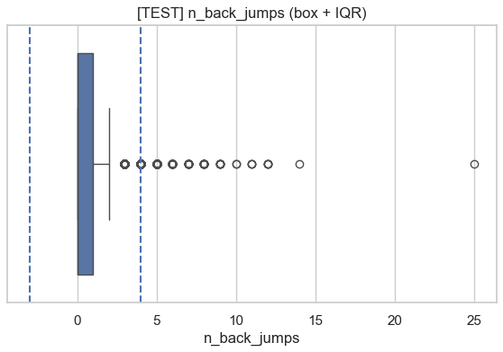 [TEST] n_back_jumps (box + IQR)
0 5 10 15 20 25
n_back_jumps